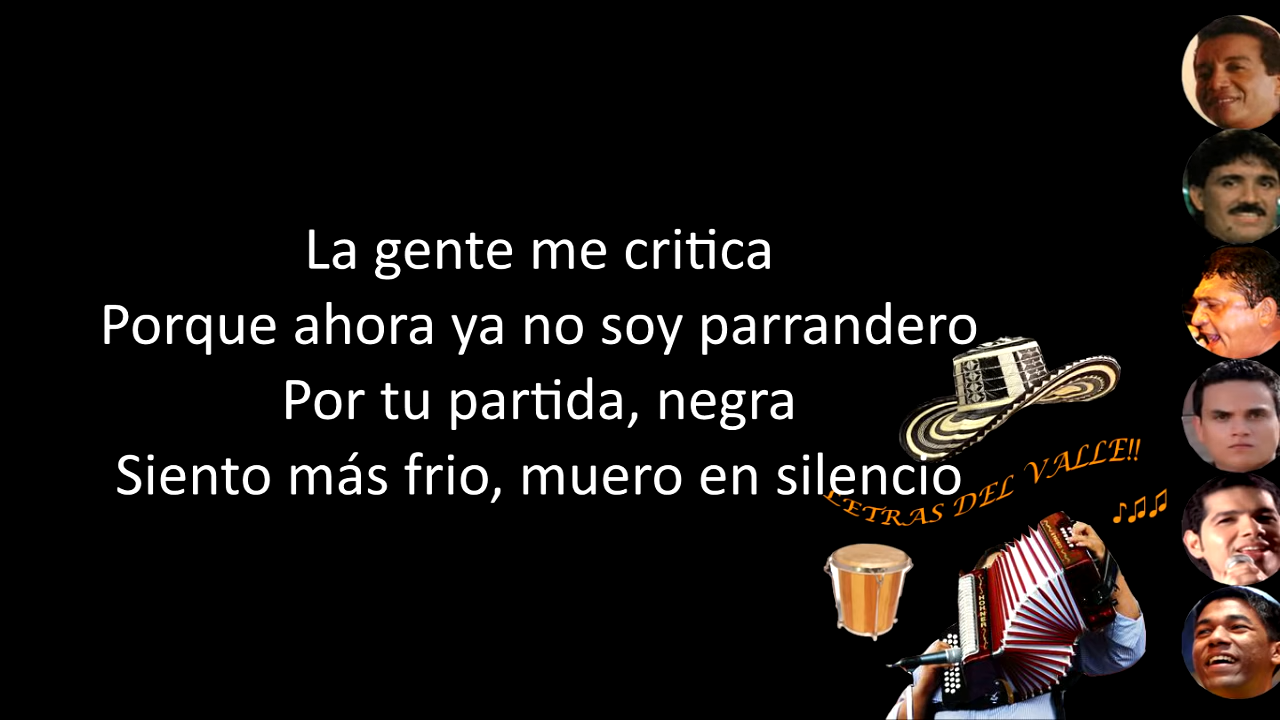 La gente me critica
Porque ahora ya no soy parrandero
Por tu partida, negra
Siento más frio, muero en silencio
LETRAS DEL VALLE!!
HOHNER